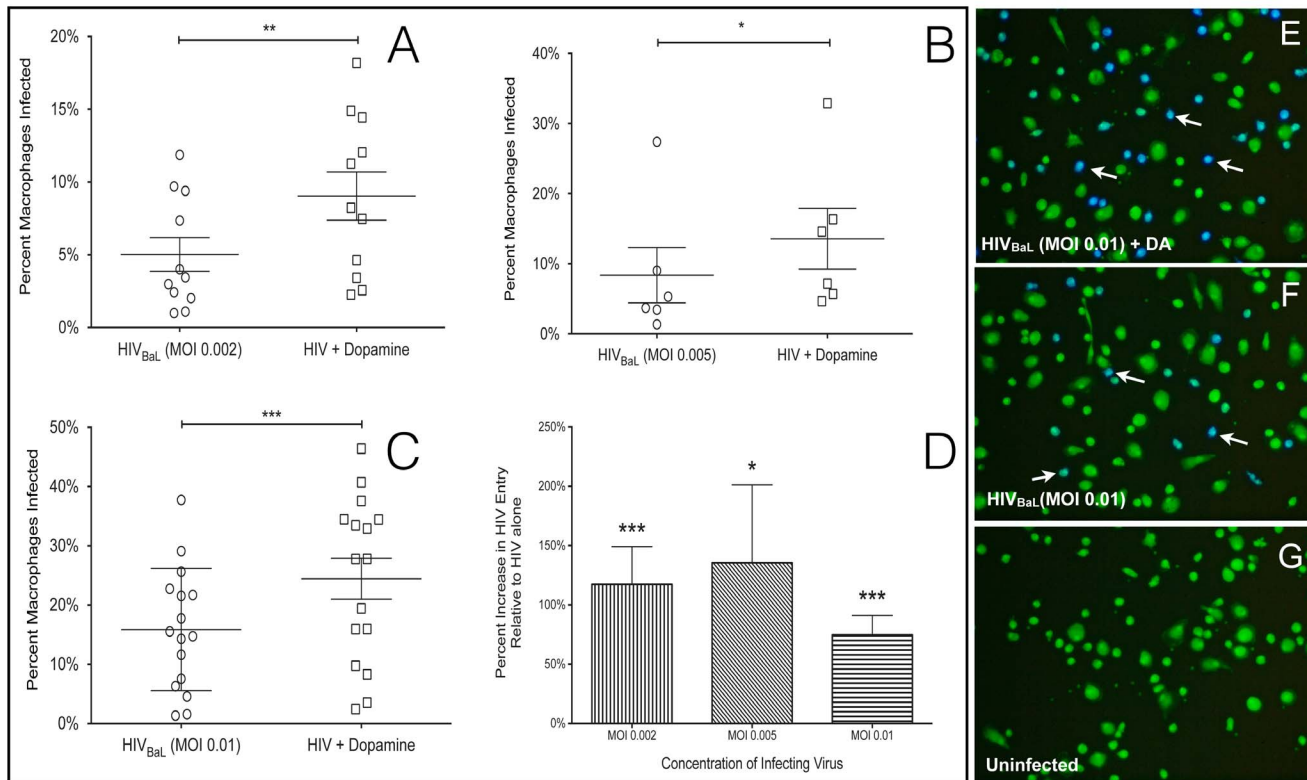 A
**
20%
15%
10%
5%
0%
Percent Macrophages Infected
HIVBaL (MOI 0.002)
HIV + Dopamine
B
*
40%
30%
20%
10%
0%
Percent Macrophages Infected
HIVBaL (MOI 0.005)
HIV + Dopamine
C
***
50%
40%
30%
20%
10%
0%
Percent Macrophages Infected
HIVBaL (MOI 0.01)
HIV + Dopamine
D
250%
200%
150%
100%
50%
0%
Percent Increase in HIV Entry
Relative to HIV alone
***
*
***
MOI 0.002
MOI 0.005
MOI 0.01
Concentration of Infecting Virus
E
HIVBaL (MOI 0.01) + DA
F
HIVBaL(MOI 0.01)
G
Uninfected